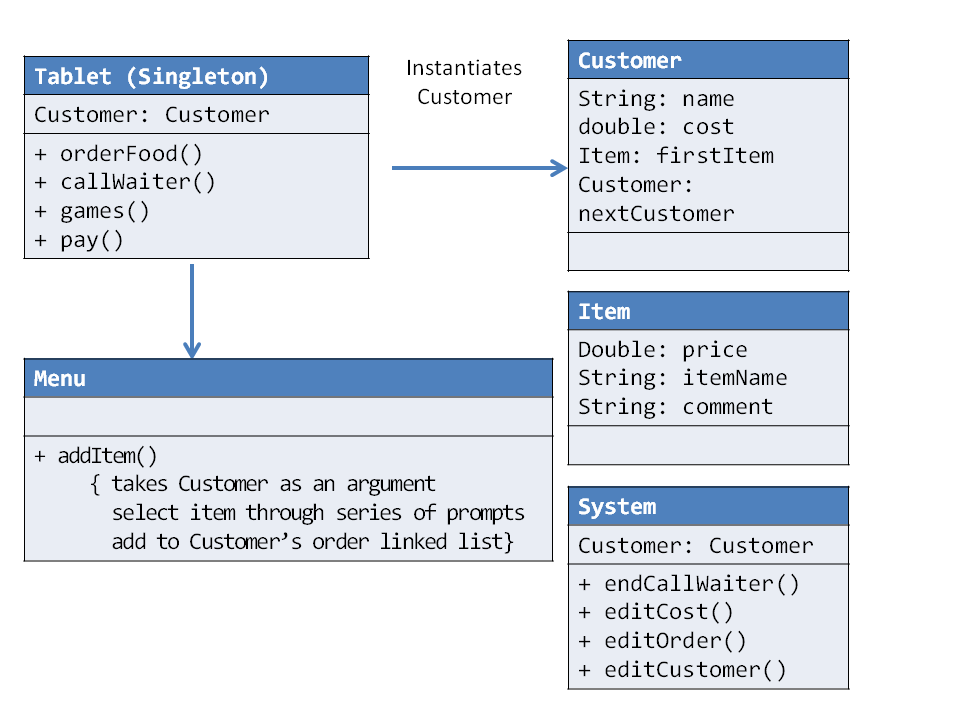 Tablet (Singleton)
Customer: Customer
+ orderFood()
+ callWaiter()
+ games()
+ pay()
Instantiates
Customer
Customer
String: name
double: cost
Item: firstItem
Customer:
nextCustomer
Menu
+ addItem()
{ takes Customer as an argument
select item through series of prompts
add to Customer’s order linked list}
Item
Double: price
String: itemName
String: comment
System
Customer: Customer
+ endCallWaiter()
+ editCost()
+ editOrder()
+ editCustomer()